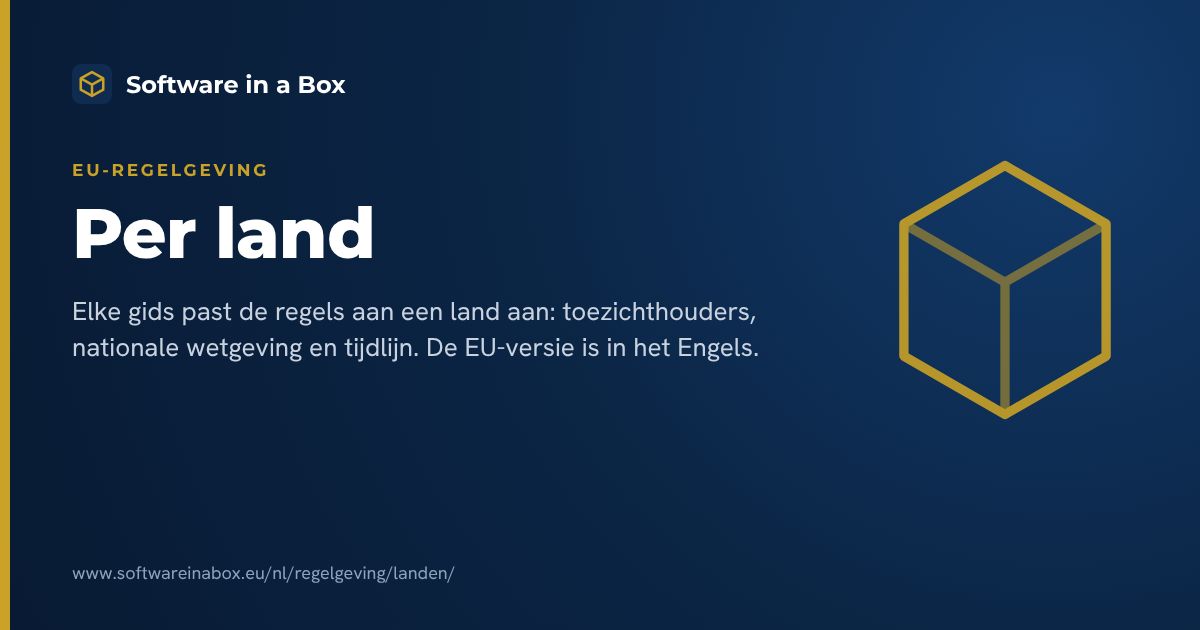 Software in a Box
EU-REGELGEVING
Per land
Elke gids past de regels aan een land aan: toezichthouders,
nationale wetgeving en tijdlijn. De EU-versie is in het Engels.
www.softwareinabox.eu/nl/regelgeving/landen/